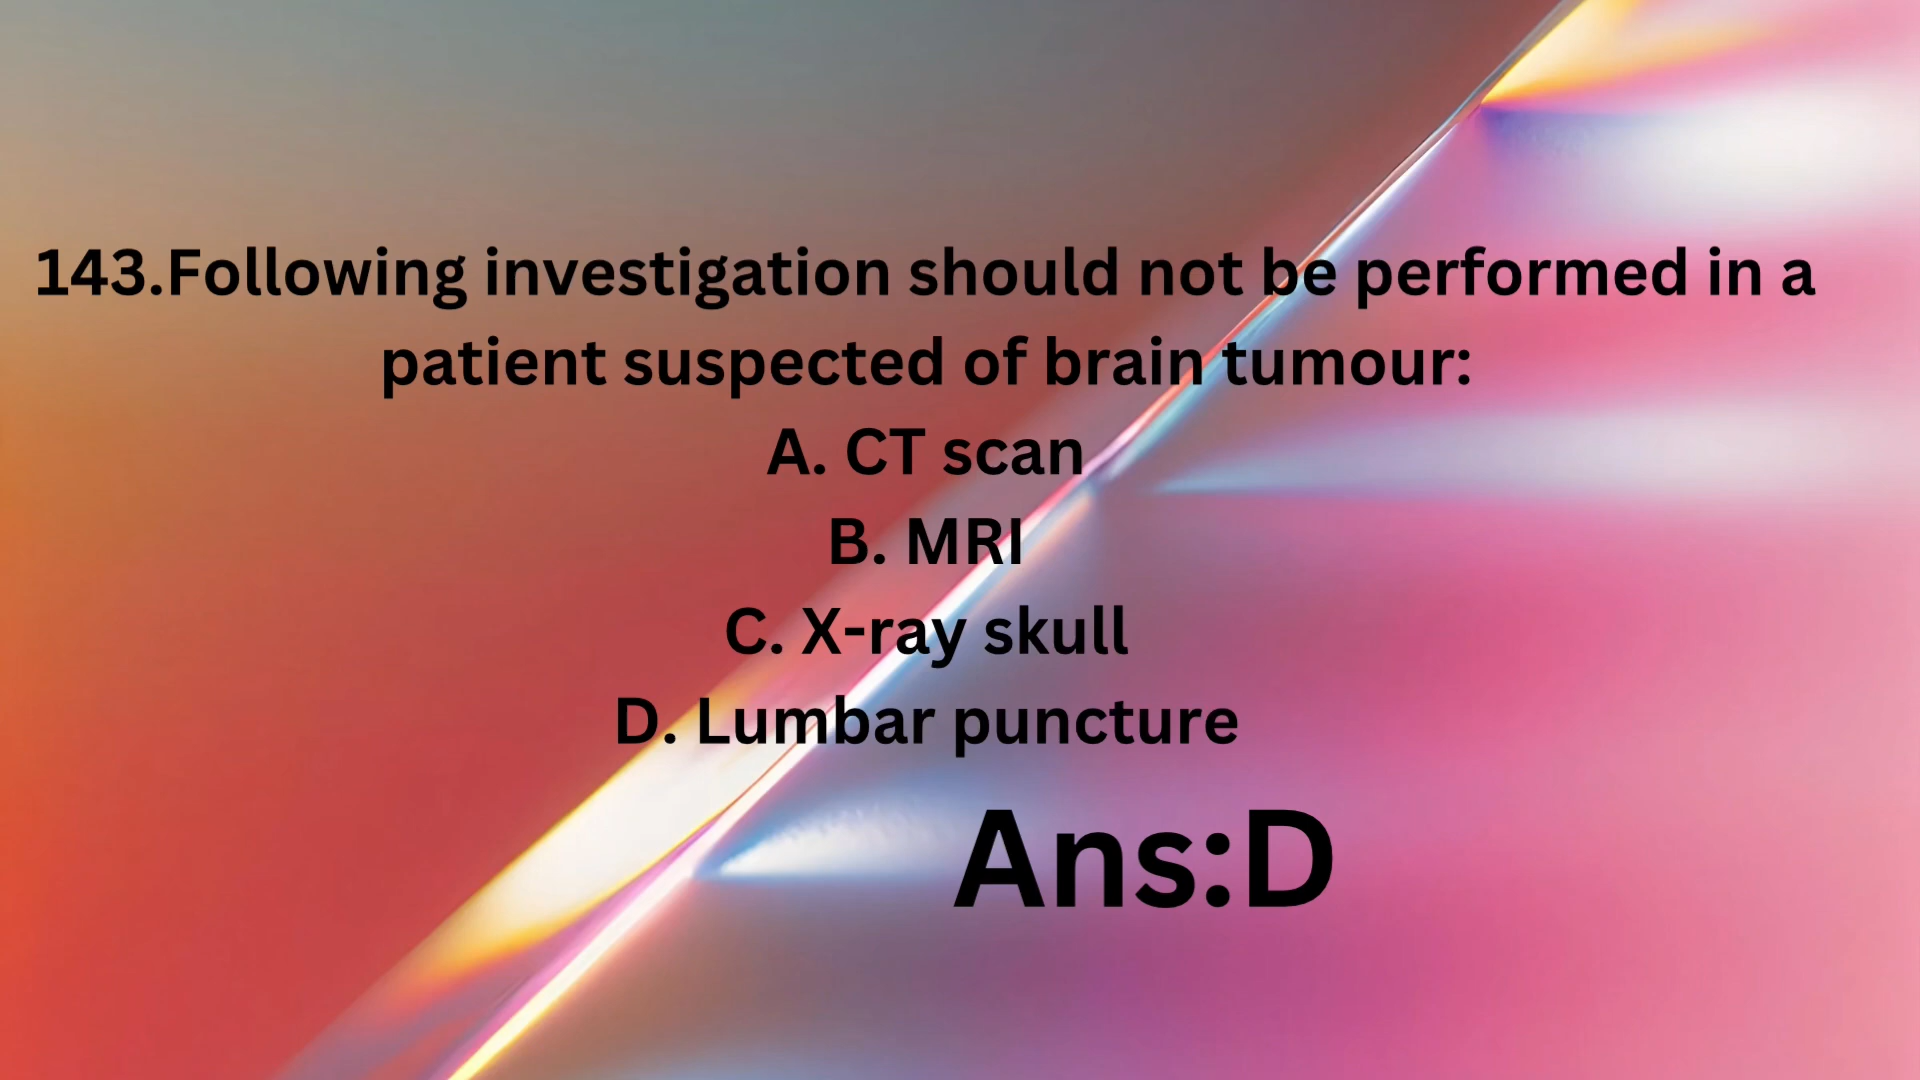 143.Following investigation should not be performed in a
patient suspected of brain tumour:
A. CT scan
B. MRI
C. X-ray skull
D. Lumbar puncture
Ans:D